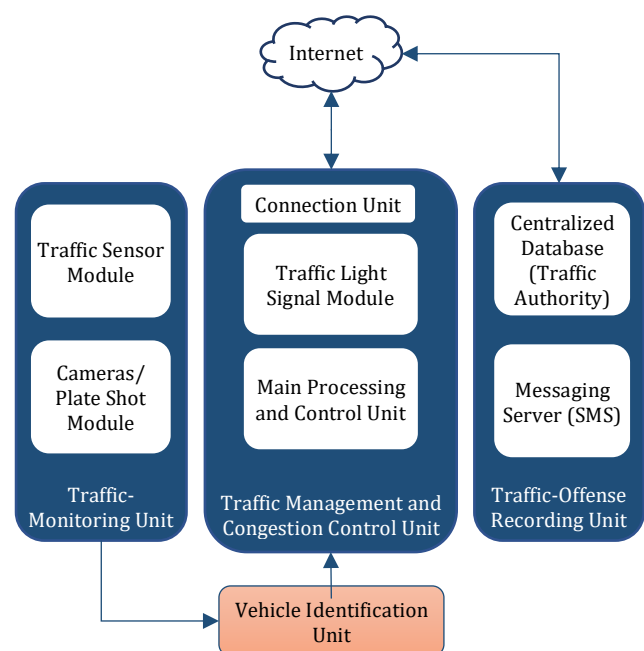 Internet
Traffic Sensor
Module
Cameras/
Plate Shot
Module
Traffic-
Monitoring Unit
Connection Unit
Traffic Light
Signal Module
Main Processing
and Control Unit
Traffic Management and
Congestion Control Unit
Centralized
Database
(Traffic
Authority)
Messaging
Server (SMS)
Traffic-Offense
Recording Unit
Vehicle Identification
Unit